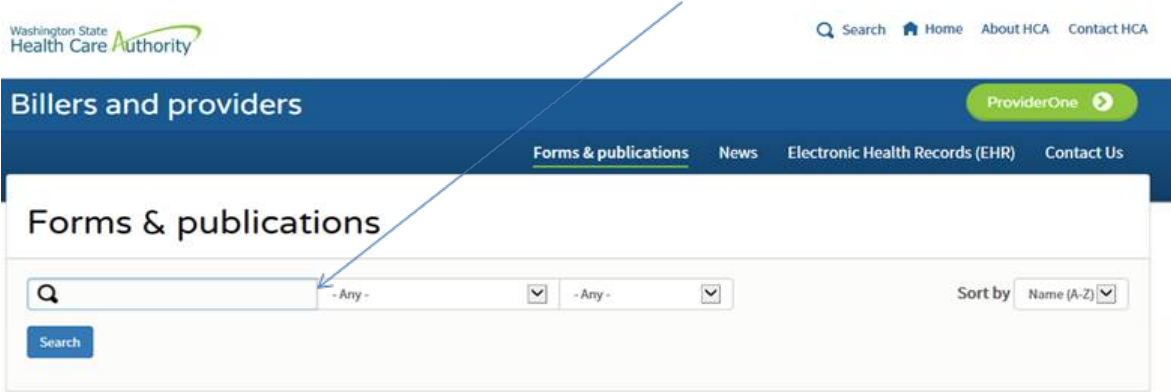 Washington State
Health Care Authority
Search Home About HCA Contact HCA
Billers and providers
ProviderOne
Forms & publications News Electronic Health Records (EHR) Contact Us
Forms & publications
- Any - - Any - Sort by Name (A-Z)
Search